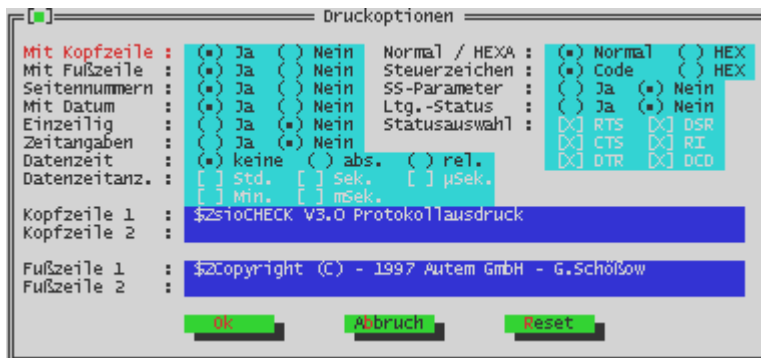 [■] Druckoptionen
Mit Kopfzeile : (•) Ja ( ) Nein Normal / HEXA : (•) Normal ( ) HEX
Mit Fußzeile : (•) Ja ( ) Nein Steuerzeichen : (•) Code ( ) HEX
Seitennummern : (•) Ja ( ) Nein SS-Parameter : ( ) Ja (•) Nein
Mit Datum : (•) Ja ( ) Nein Ltg.-Status : ( ) Ja (•) Nein
Einzeilig : ( ) Ja (•) Nein Statusauswahl : [X] RTS [X] DSR
Zeitangaben : ( ) Ja (•) Nein [X] CTS [X] RI
Datenzeit : (•) keine ( ) abs. ( ) rel. [X] DTR [X] DCD
Datenzeitanz. : [ ] Std. [ ] Sek. [ ] µSek.
[ ] Min. [ ] mSek.
Kopfzeile 1 : $ZsioCHECK V3.0 Protokollausdruck
Kopfzeile 2 :
Fußzeile 1 : $ZCopyright (C) - 1997 Autem GmbH - G.Schößow
Fußzeile 2 :
Ok Abbruch Reset